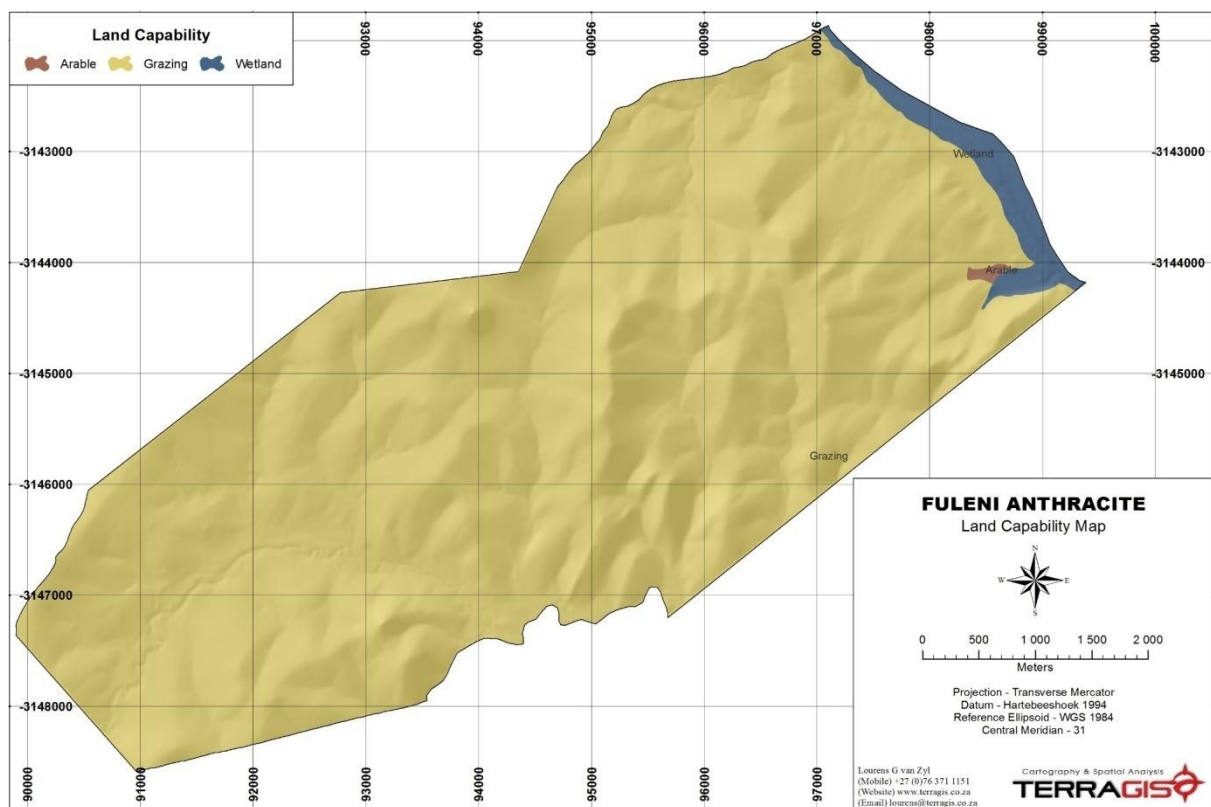 Land Capability
Arable Grazing Wetland
93000
94000
95000
96000
97000
98000
99000
100000
-3143000
-3143000
Wetland
-3144000
-3144000
Arable
-3145000
-3145000
Grazing
-3146000
-3147000
-3148000
90000
91000
92000
93000
94000
95000
96000
97000
FULENI ANTHRACITE
Land Capability Map
N
W E
S
0 500 1 000 1 500 2 000
Meters
Projection - Transverse Mercator
Datum - Hartebeeshoek 1994
Reference Ellipsoid - WGS 1984
Central Meridian - 31
Lourens G van Zyl
(Mobile) +27 (0)76 371 1151
(Website) www.terragis.co.za
(Email) lourens@terragis.co.za
Cartography & Spatial Analysis
TERRAGIS